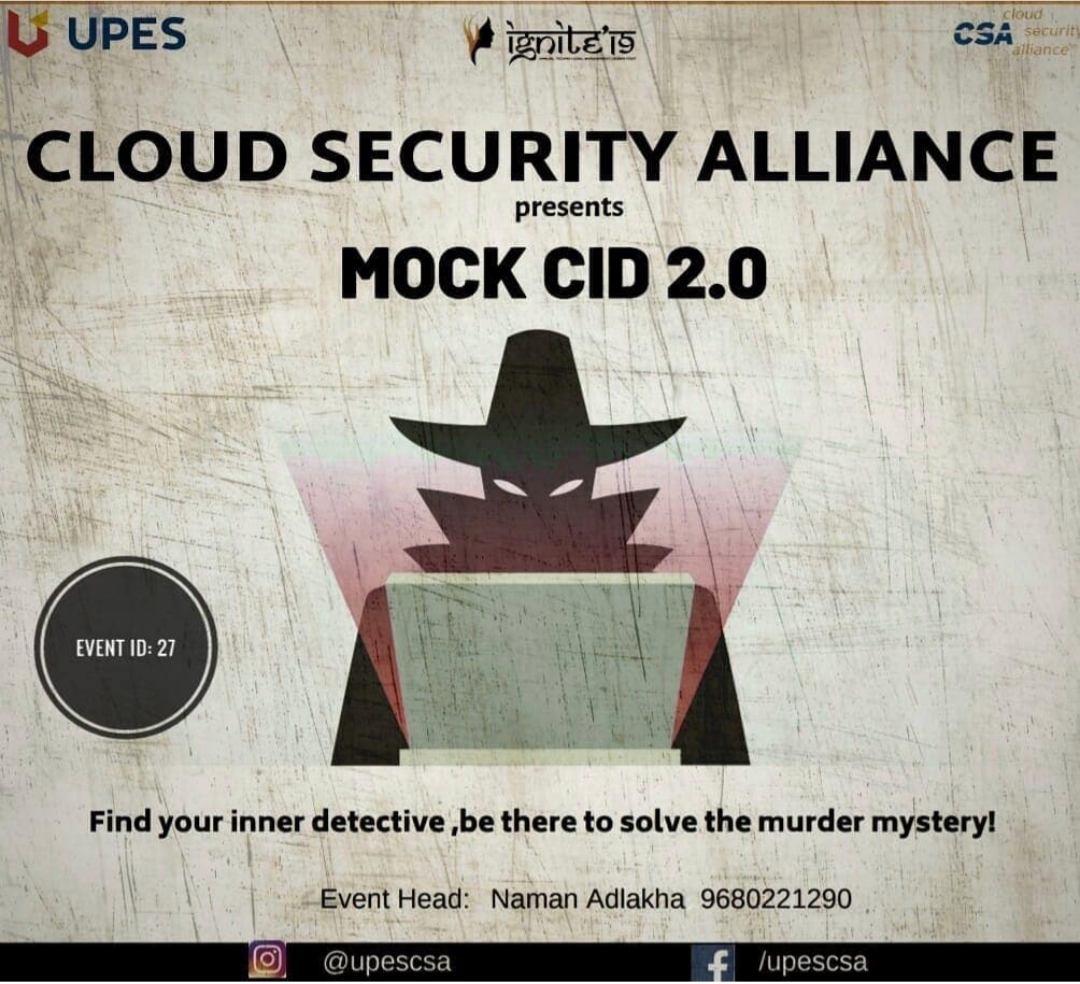 UPES
ignite'19
CSA cloud security alliance
CLOUD SECURITY ALLIANCE
presents
MOCK CID 2.0
EVENT ID: 27
Find your inner detective ,be there to solve the murder mystery!
Event Head: Naman Adlakha 9680221290
@upescsa
/upescsa